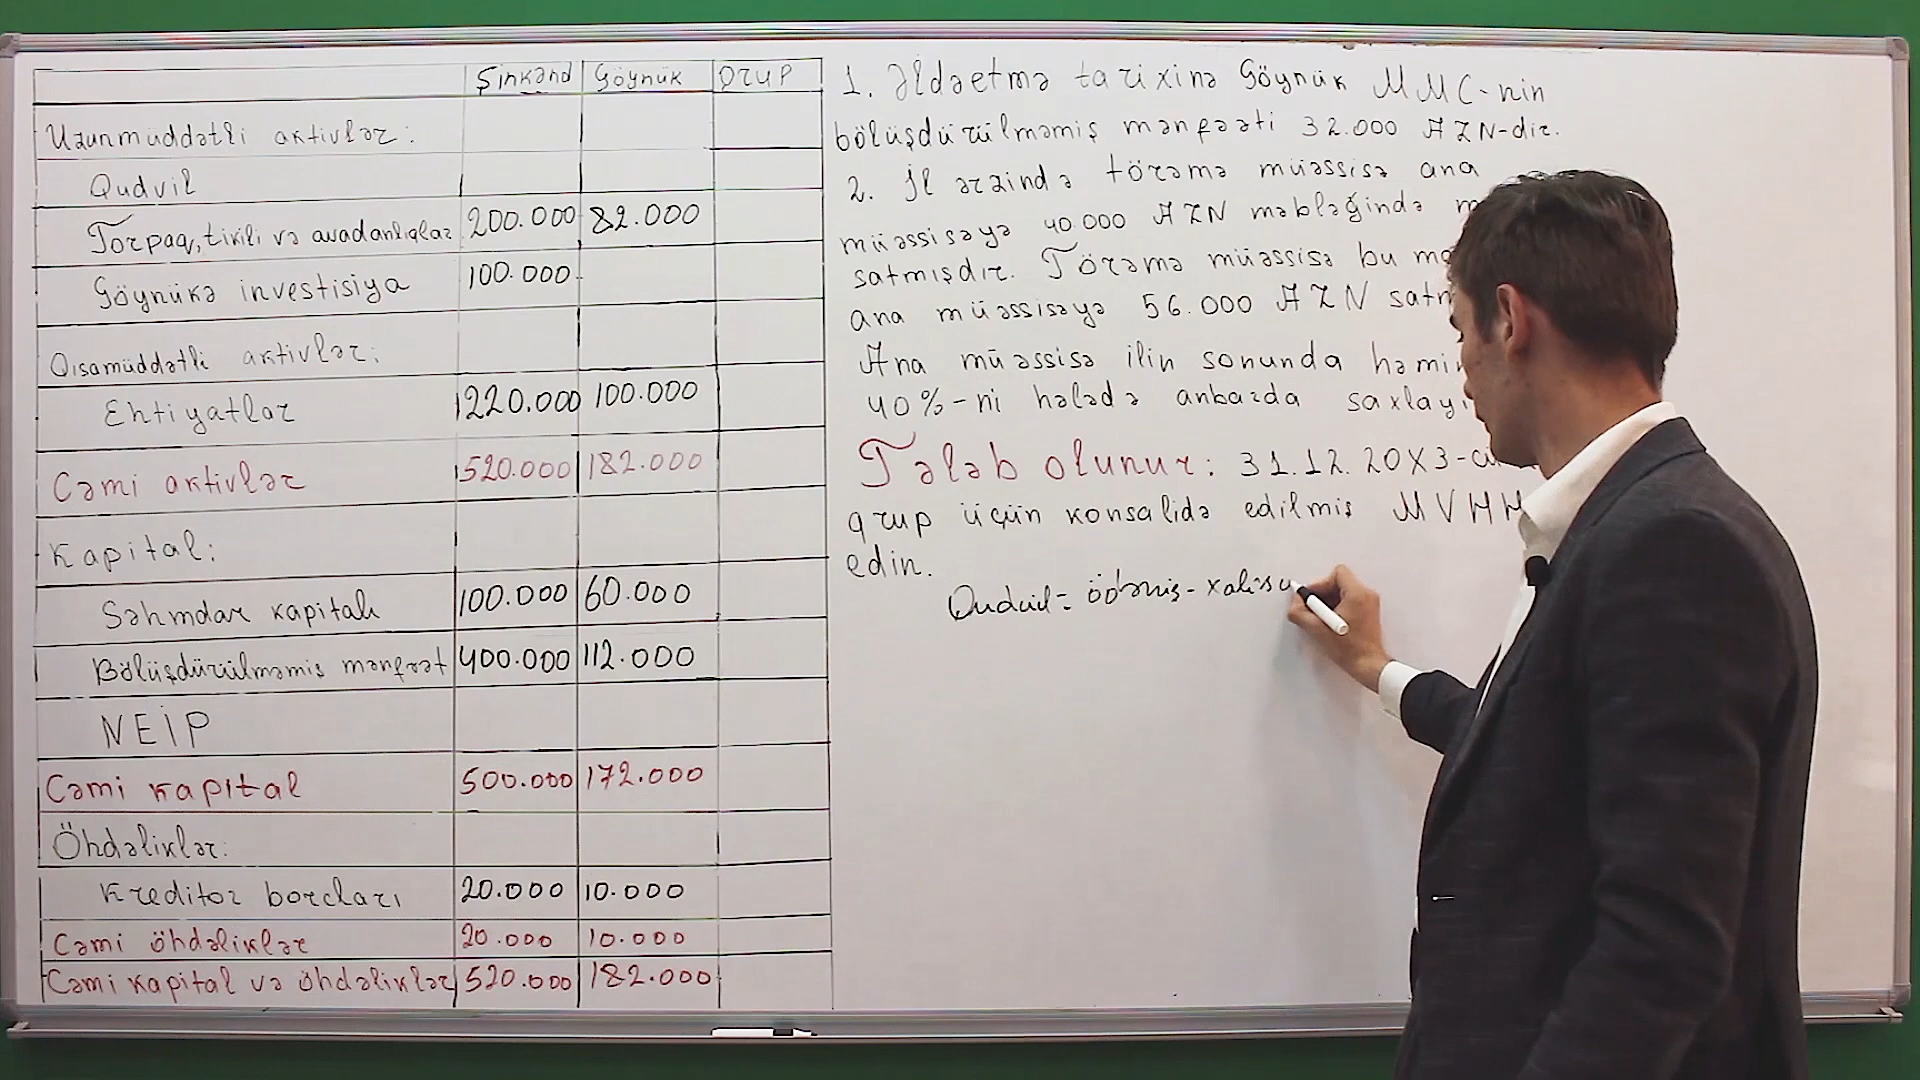 Şinkənd Göynük Qrup
Uzunmüddətli aktivlər:
Qudvil
Torpaq, tikili və avadanlıqlar 200.000 82.000
Göynükə investisiya 100.000
Qısamüddətli aktivlər:
Ehtiyatlar 220.000 100.000
Cəmi aktivlər 520.000 182.000
Kapital:
Səhmdar kapitalı 100.000 60.000
Bölüşdürülməmiş mənfəət 400.000 112.000
NEİP
Cəmi kapital 500.000 172.000
Öhdəliklər:
Kreditor borcları 20.000 10.000
Cəmi öhdəliklər 20.000 10.000
Cəmi kapital və öhdəliklər 520.000 182.000
1. Əldəetmə tarixinə Göynük MMC-nin
bölüşdürülməmiş mənfəəti 32.000 AZN-dir.
2. İl ərzində törəmə müəssisə ana
müəssisəyə 40.000 AZN məbləğində
satmışdır. Törəmə müəssisə bu
ana müəssisəyə 56.000 AZN
Ana müəssisə ilin sonunda
40%-ni hələdə anbarda
Tələb olunur: 31.12.20X3-
qrup üçün konsalidə edilmiş
edin.
Qudvil = ödəniş - xalis